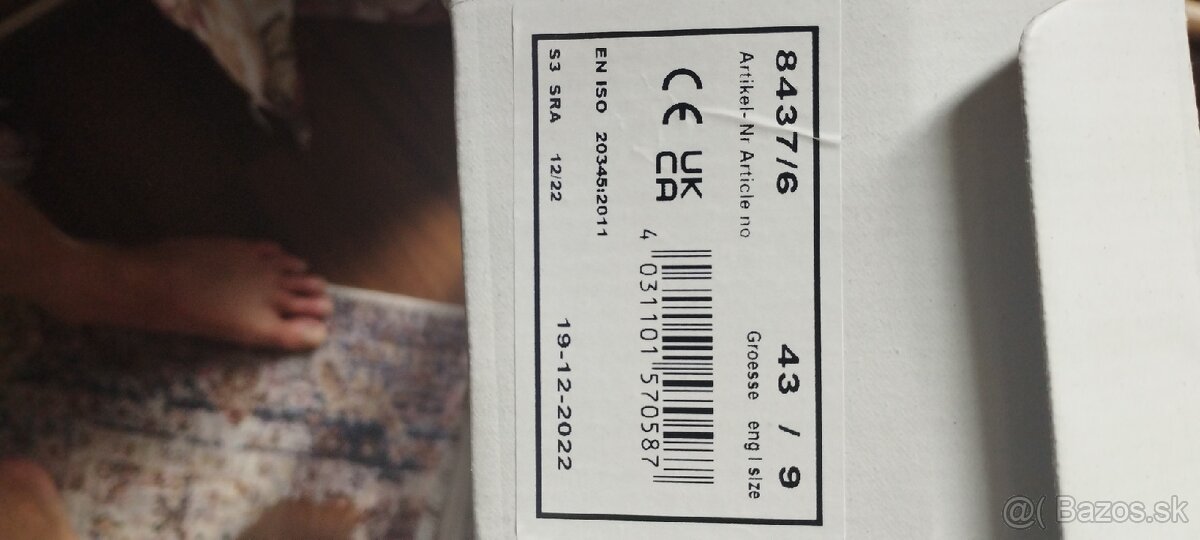 8437/6 43 / 9
Artikel-Nr Article no Groesse engl size
CE UK
CA
4 031101 570587
EN ISO 20345:2011
S3 SRA 12/22 19-12-2022
@( Bazos.sk